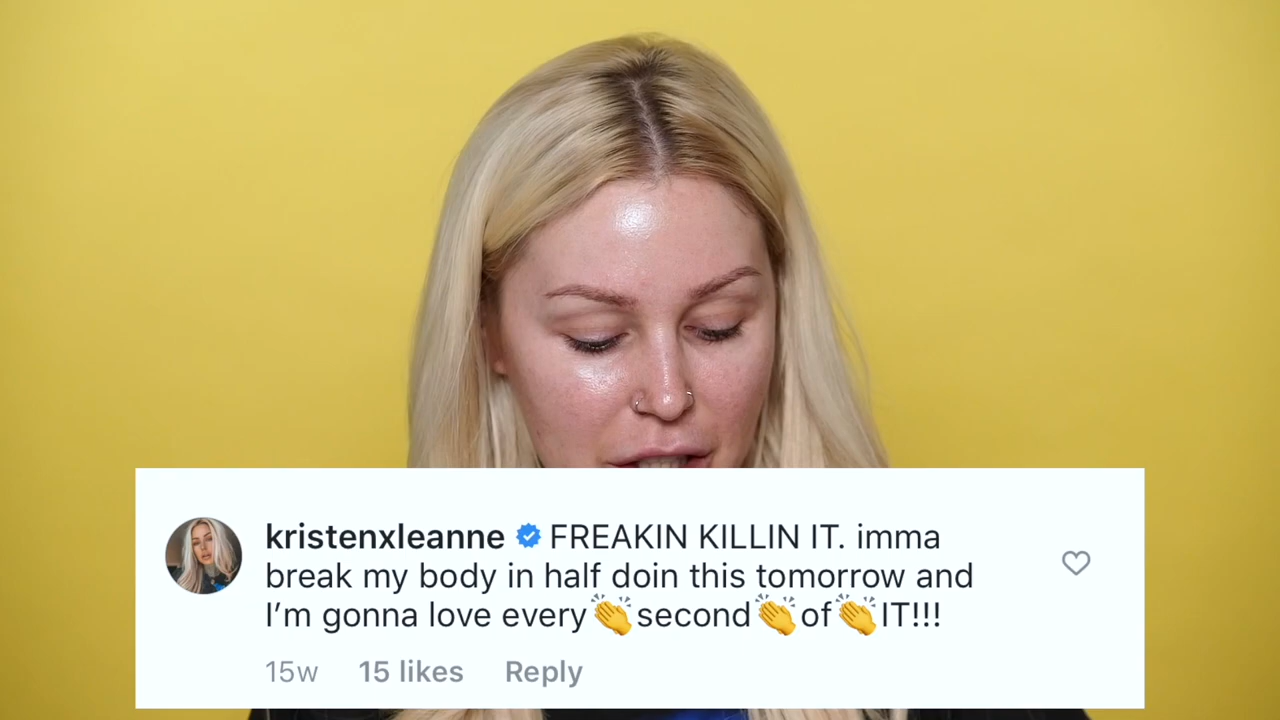 kristenxleanne FREAKIN KILLIN IT. imma
break my body in half doin this tomorrow and
I’m gonna love every👏second👏of👏IT!!!
15w 15 likes Reply